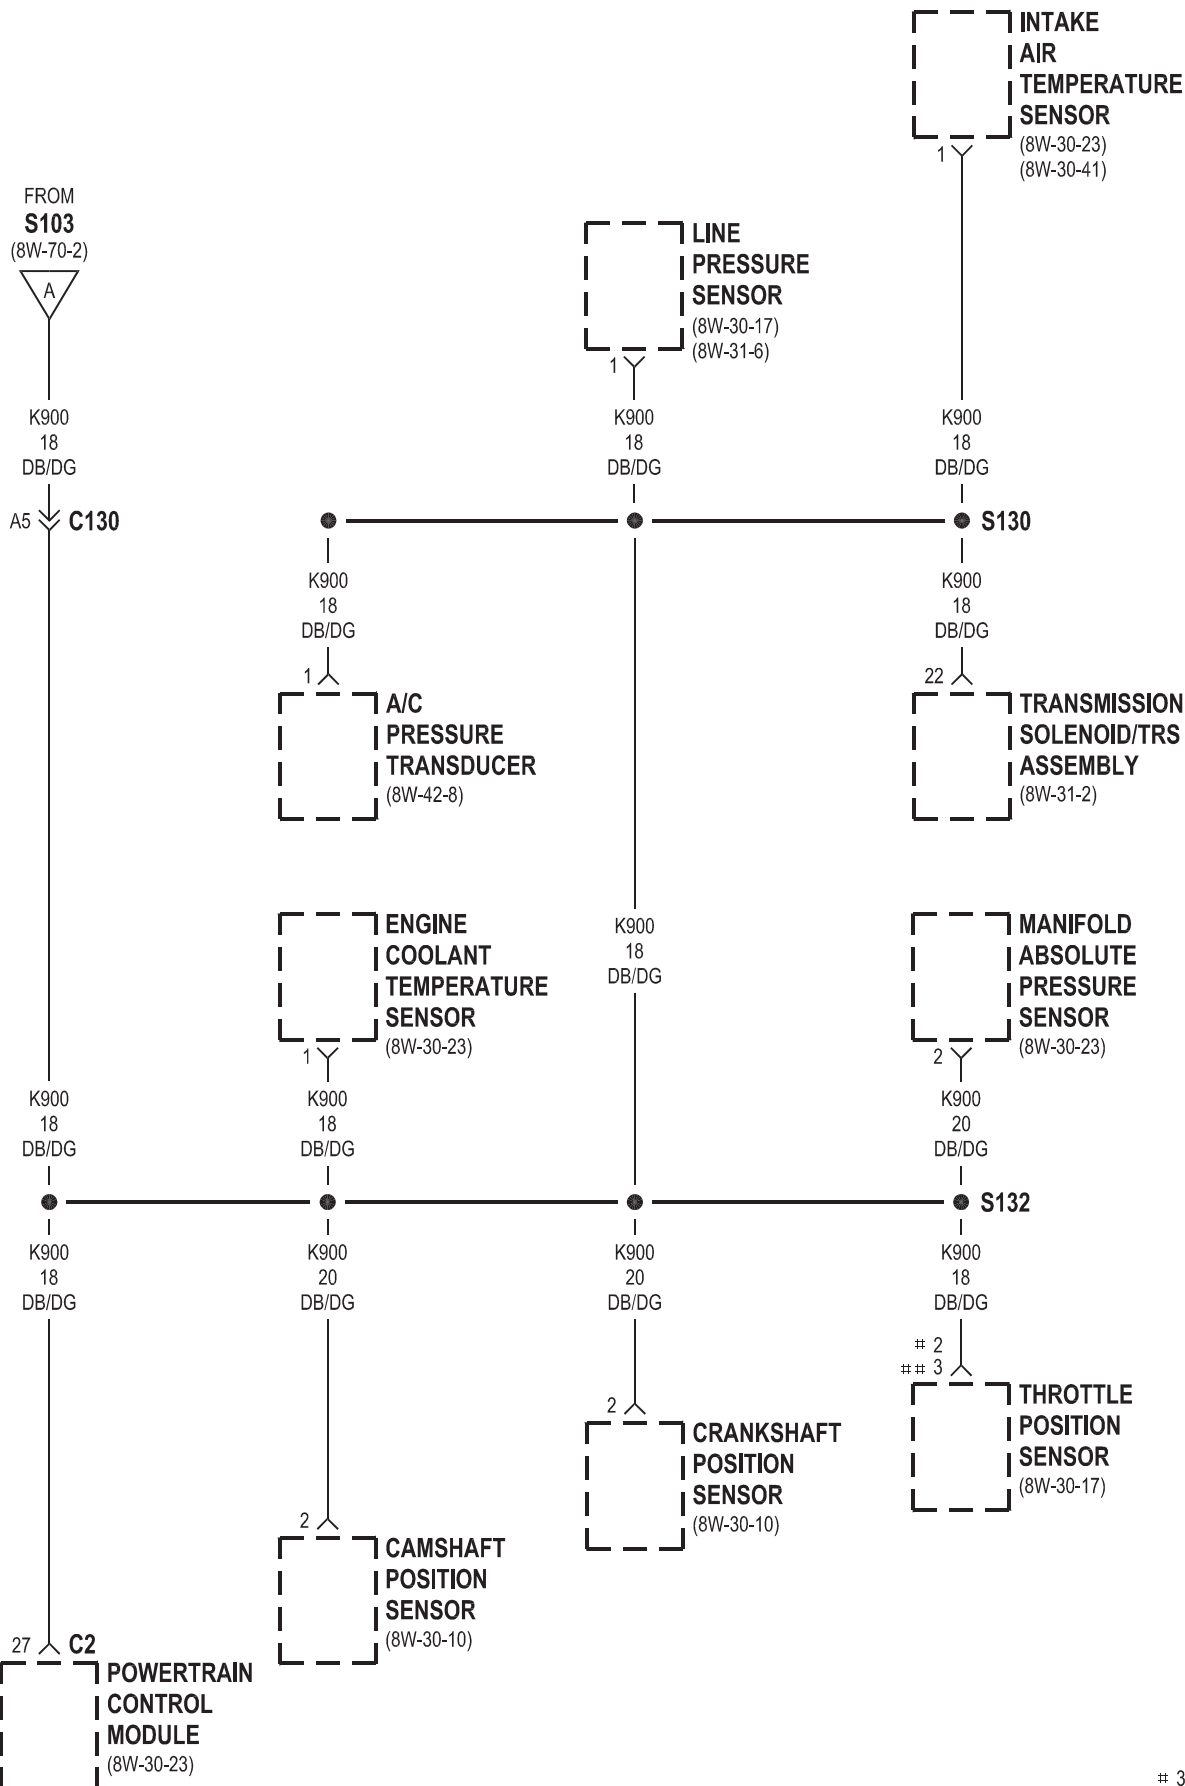 INTAKE
AIR
TEMPERATURE
SENSOR
(8W-30-23)
(8W-30-41)
1
FROM
S103
(8W-70-2)
A
LINE
PRESSURE
SENSOR
(8W-30-17)
(8W-31-6)
1
K900
18
DB/DG
K900
18
DB/DG
K900
18
DB/DG
A5
C130
S130
K900
18
DB/DG
K900
18
DB/DG
1
22
A/C
PRESSURE
TRANSDUCER
(8W-42-8)
TRANSMISSION
SOLENOID/TRS
ASSEMBLY
(8W-31-2)
ENGINE
COOLANT
TEMPERATURE
SENSOR
(8W-30-23)
1
K900
18
DB/DG
MANIFOLD
ABSOLUTE
PRESSURE
SENSOR
(8W-30-23)
2
K900
18
DB/DG
K900
18
DB/DG
K900
20
DB/DG
S132
K900
18
DB/DG
K900
20
DB/DG
K900
20
DB/DG
K900
18
DB/DG
# 2
## 3
THROTTLE
POSITION
SENSOR
(8W-30-17)
2
CRANKSHAFT
POSITION
SENSOR
(8W-30-10)
2
CAMSHAFT
POSITION
SENSOR
(8W-30-10)
27
C2
POWERTRAIN
CONTROL
MODULE
(8W-30-23)
# 3